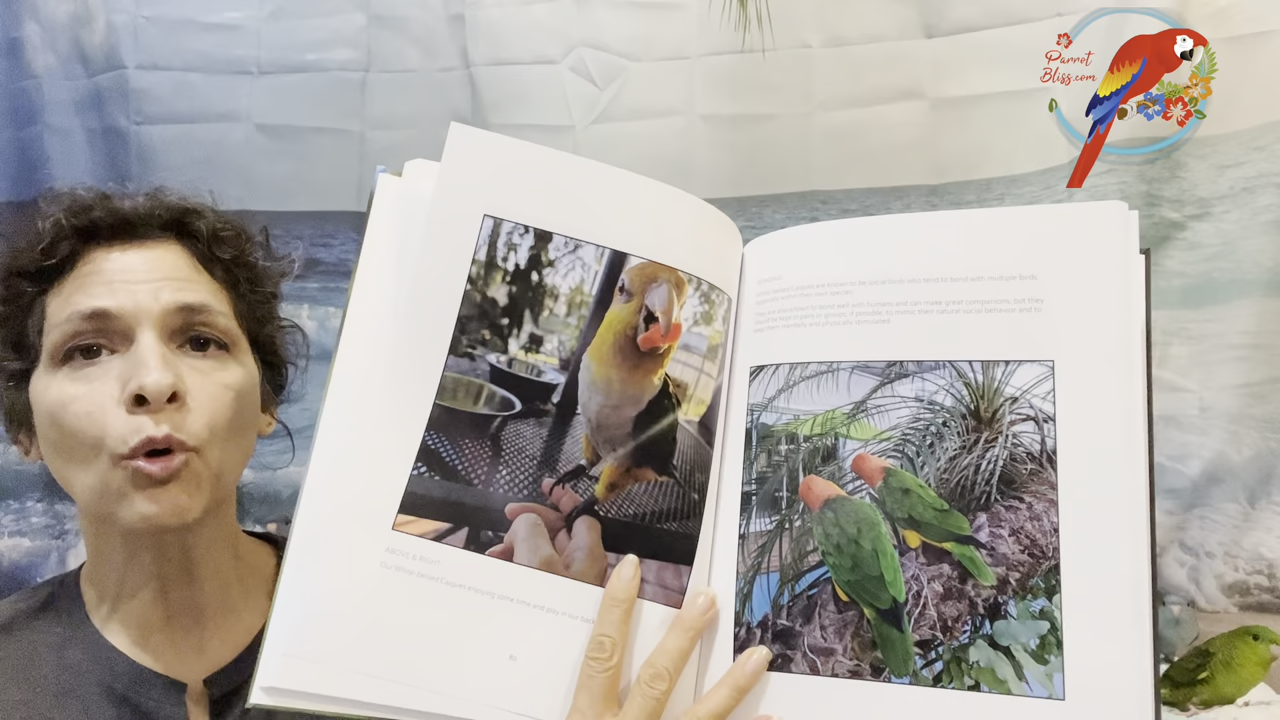 Parrot
Bliss.com
White-bellied Caiques are known to be social birds who tend to bond with multiple birds,
especially within their own species.
They are also known to bond well with humans and can make great companions, but they
should be kept in pairs or groups, if possible, to mimic their natural social behavior and to
keep them mentally and physically stimulated.
ABOVE & RIGHT
Our White-bellied Caiques enjoying some time and play in our back